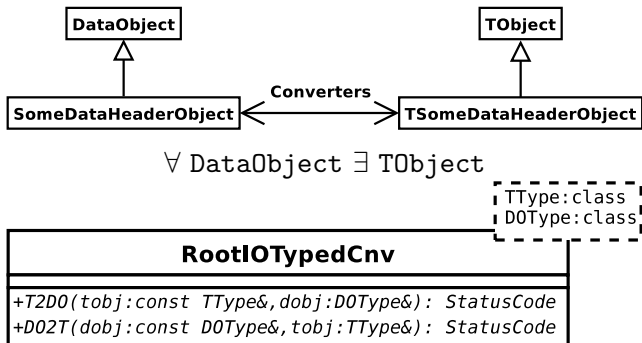 DataObject
TObject
SomeDataHeaderObject
Converters
TSomeDataHeaderObject
∀ DataObject ∃ TObject
TType:class
DOType:class
RootIOTypedCnv
+T2DO(tobj:const TType&,dobj:DOType&): StatusCode
+DO2T(dobj:const DOType&,tobj:TType&): StatusCode